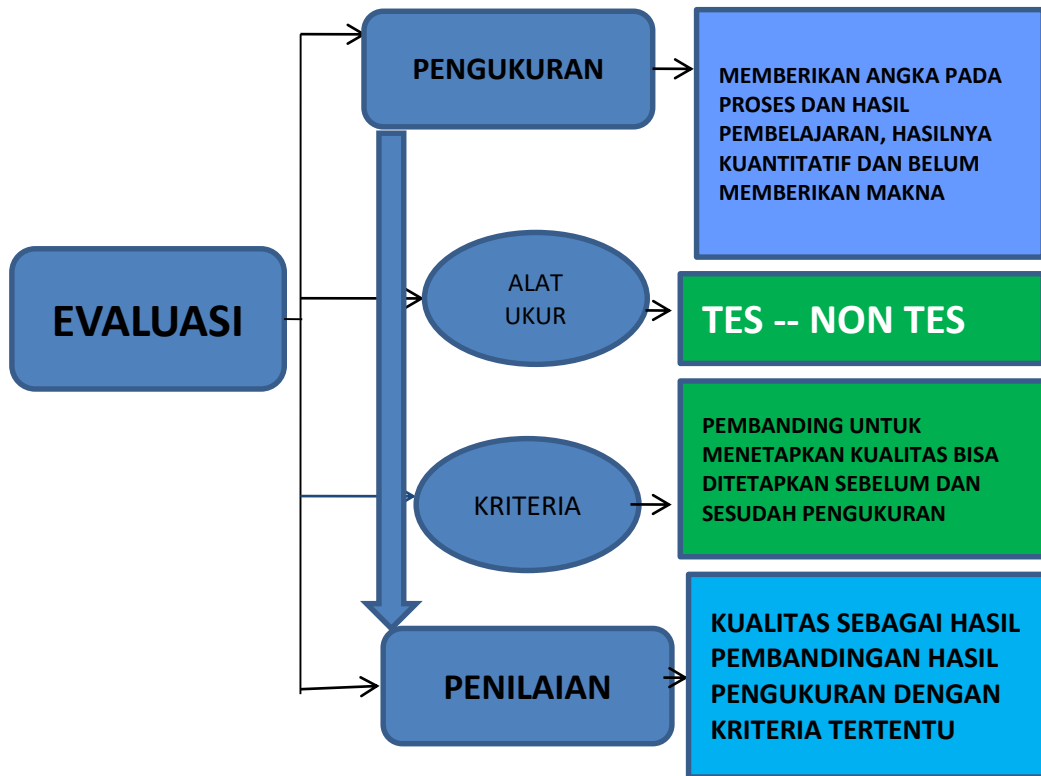 PENGUKURAN
MEMBERIKAN ANGKA PADA
PROSES DAN HASIL
PEMBELAJARAN, HASILNYA
KUANTITATIF DAN BELUM
MEMBERIKAN MAKNA
EVALUASI
ALAT
UKUR
TES -- NON TES
KRITERIA
PEMBANDING UNTUK
MENETAPKAN KUALITAS BISA
DITETAPKAN SEBELUM DAN
SESUDAH PENGUKURAN
PENILAIAN
KUALITAS SEBAGAI HASIL
PEMBANDINGAN HASIL
PENGUKURAN DENGAN
KRITERIA TERTENTU